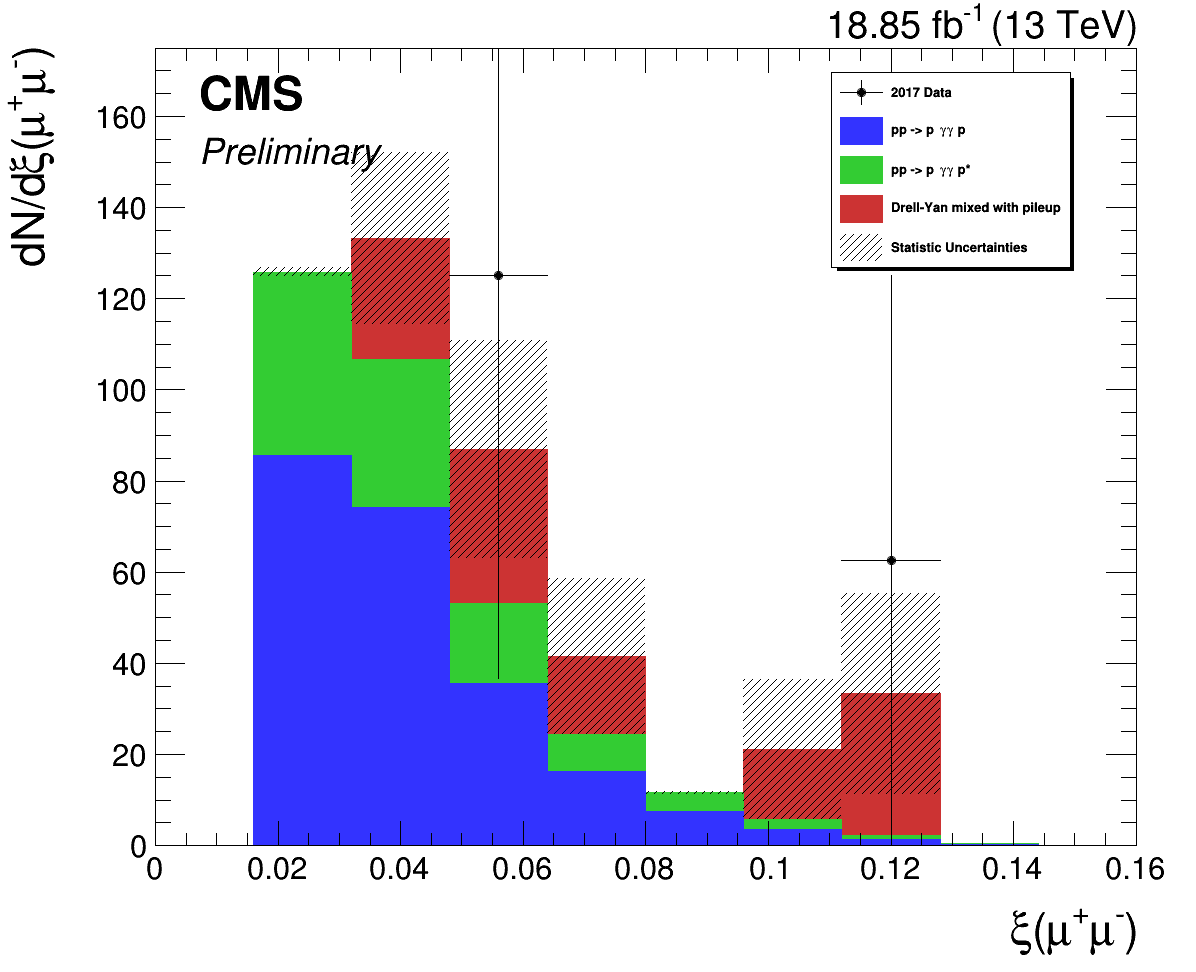 18.85 fb⁻¹ (13 TeV)
dN/dξ(μ⁺μ⁻)
CMS
Preliminary
2017 Data
pp -> p γγ p
pp -> p γγ p*
Drell-Yan mixed with pileup
Statistic Uncertainties
160
140
120
100
80
60
40
20
0
0 0.02 0.04 0.06 0.08 0.1 0.12 0.14 0.16
ξ(μ⁺μ⁻)